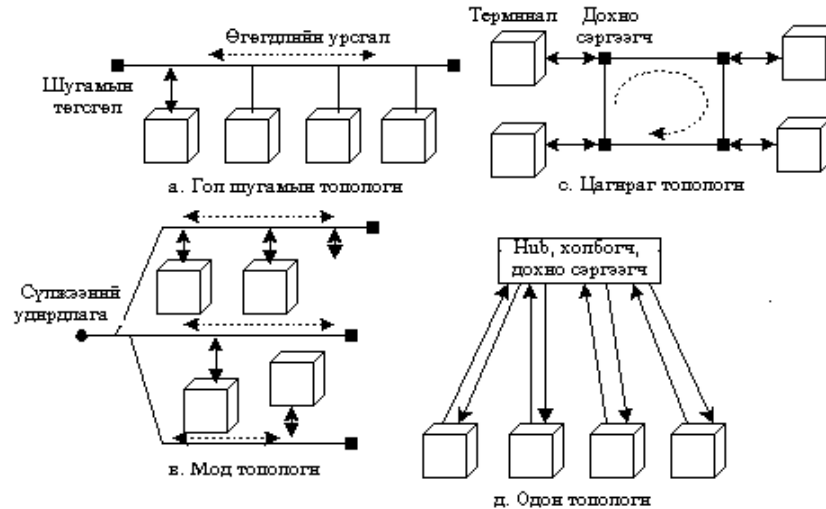 Өгөгдлийн урсгал
Шугамын
төгсгөл
а. Гол шугамын топологи
Терминал
Дохио
сэргээгч
с. Цагираг топологи
Сүлжээний
удирдлага
в. Мод топологи
Hub, холбогч,
дохио сэргээгч
д. Одон топологи